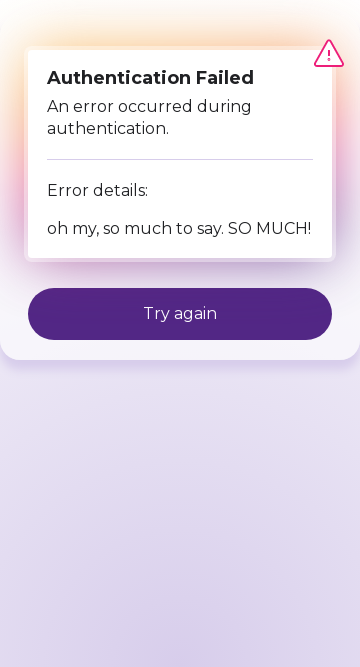 Authentication Failed
An error occurred during
authentication.
Error details:
oh my, so much to say. SO MUCH!
Try again